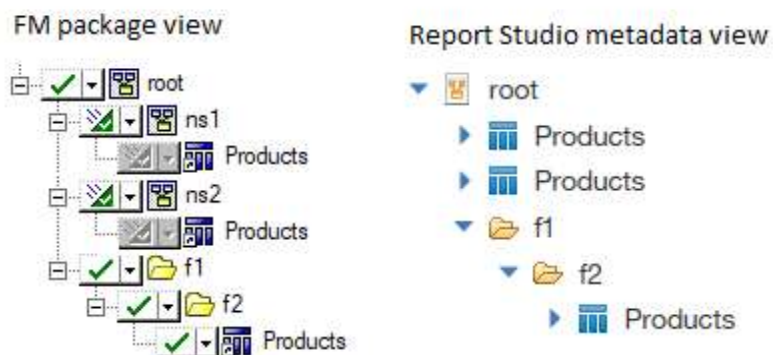 FM package view
root
ns1
Products
ns2
Products
f1
f2
Products
Report Studio metadata view
root
Products
Products
f1
f2
Products